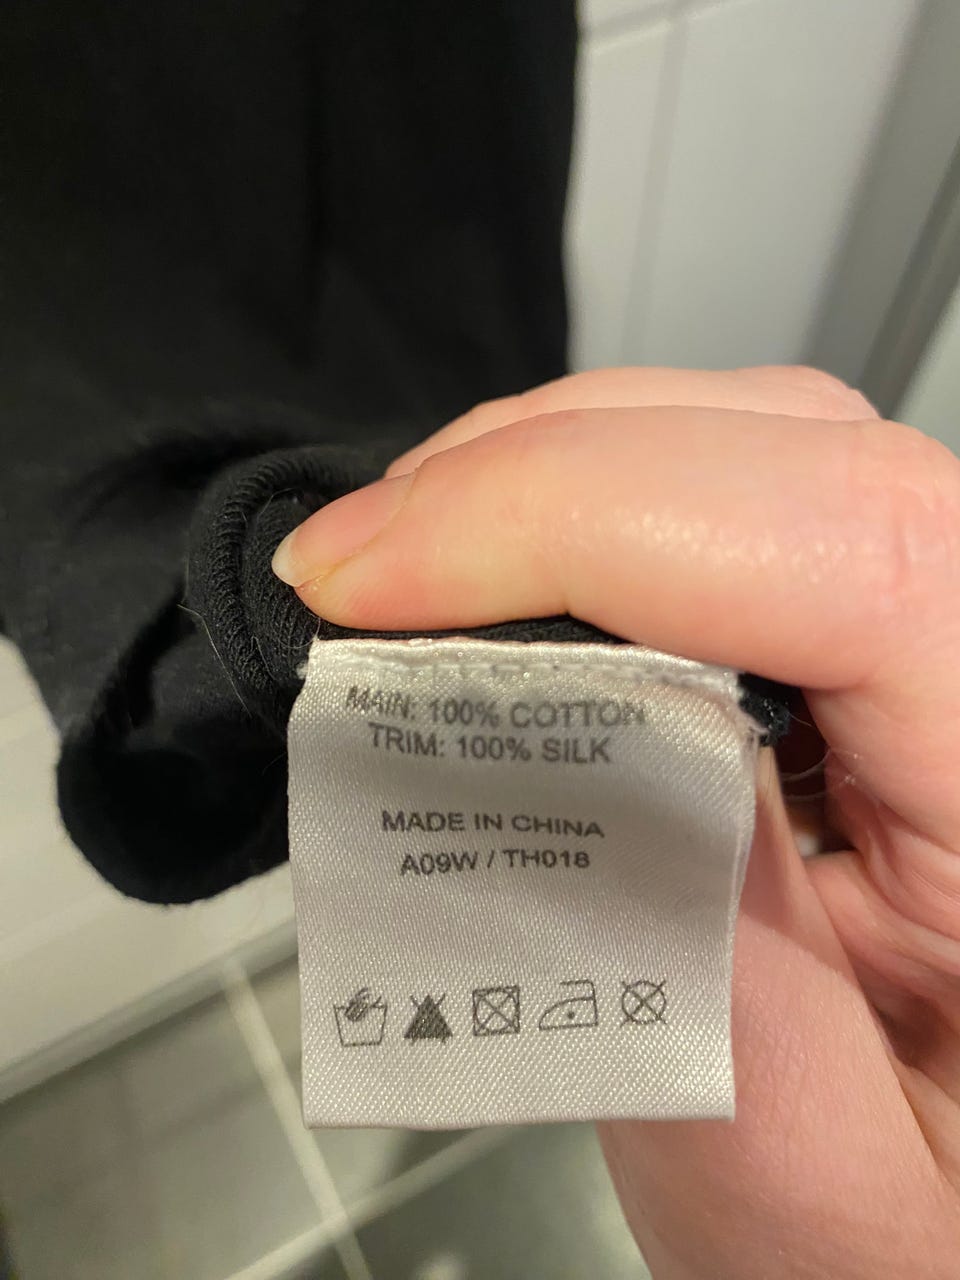 MAIN: 100% COTTON
TRIM: 100% SILK
MADE IN CHINA
A09W / TH018